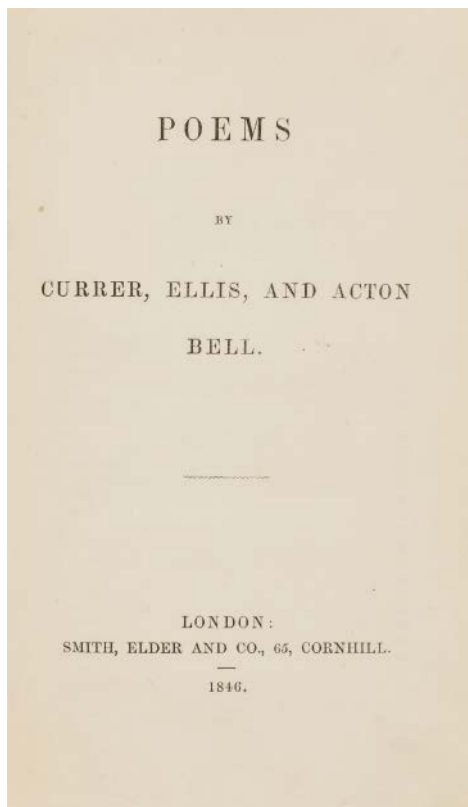 POEMS
BY
CURRER, ELLIS, AND ACTON
BELL.
LONDON:
SMITH, ELDER AND CO., 65, CORNHILL.
1846.